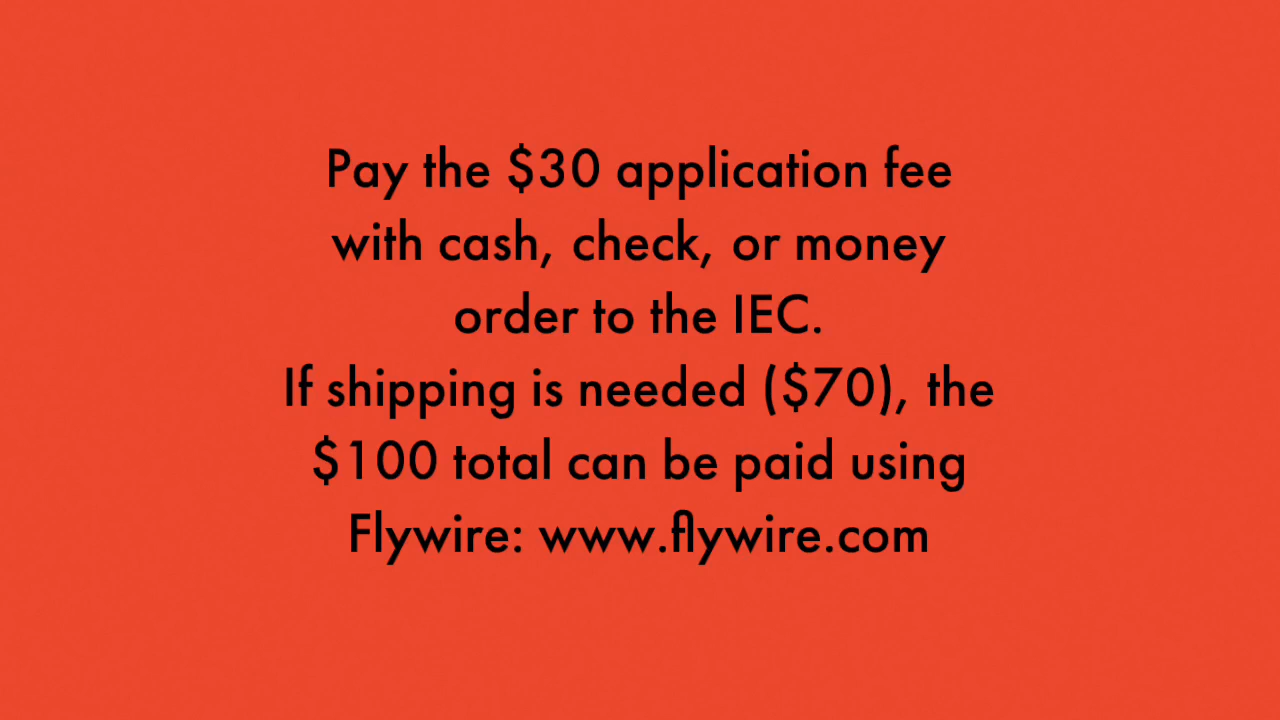 Pay the $30 application fee
with cash, check, or money
order to the IEC.
If shipping is needed ($70), the
$100 total can be paid using
Flywire: www.flywire.com